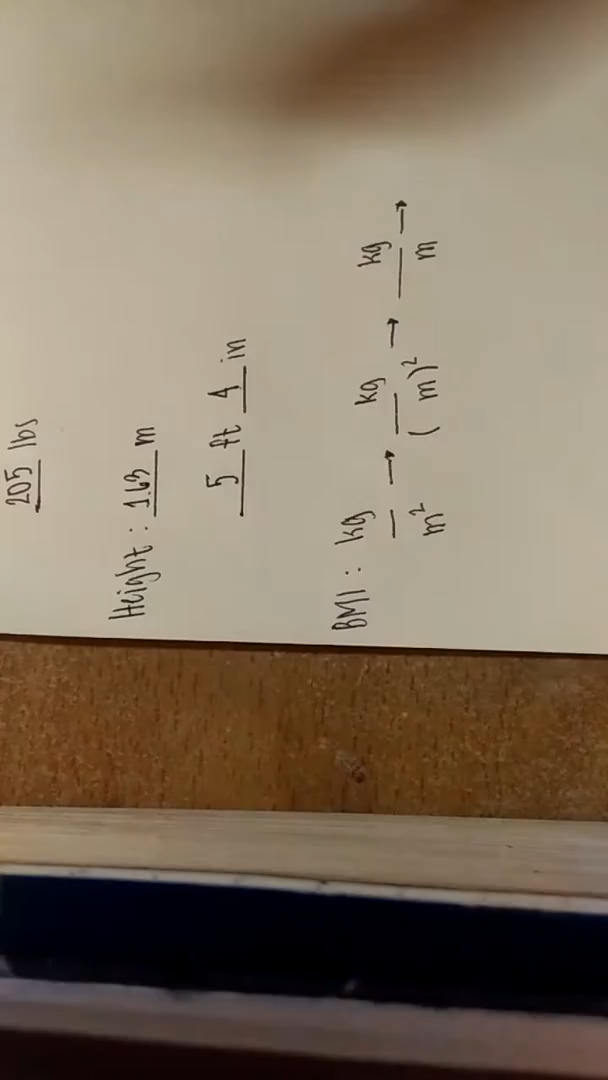 205 lbs
Height : 1.63 m
5 ft 4 in
BMI : kg → kg → kg →
m² ( m)² m